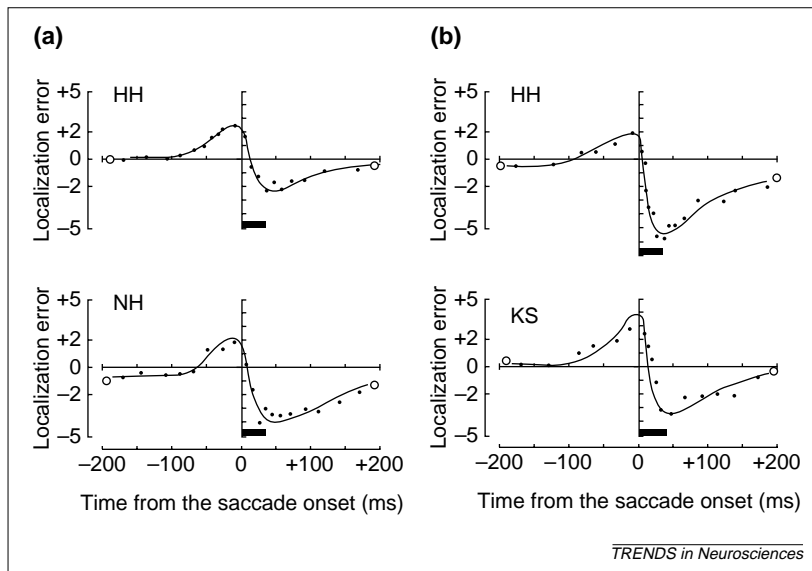 (a)
(b)
HH
Localization error
+5
+2
0
–2
–5
HH
Localization error
+5
+2
0
–2
–5
NH
Localization error
+5
+2
0
–2
–5
–200 –100 0 +100 +200
Time from the saccade onset (ms)
KS
Localization error
+5
+2
0
–2
–5
–200 –100 0 +100 +200
Time from the saccade onset (ms)
TRENDS in Neurosciences